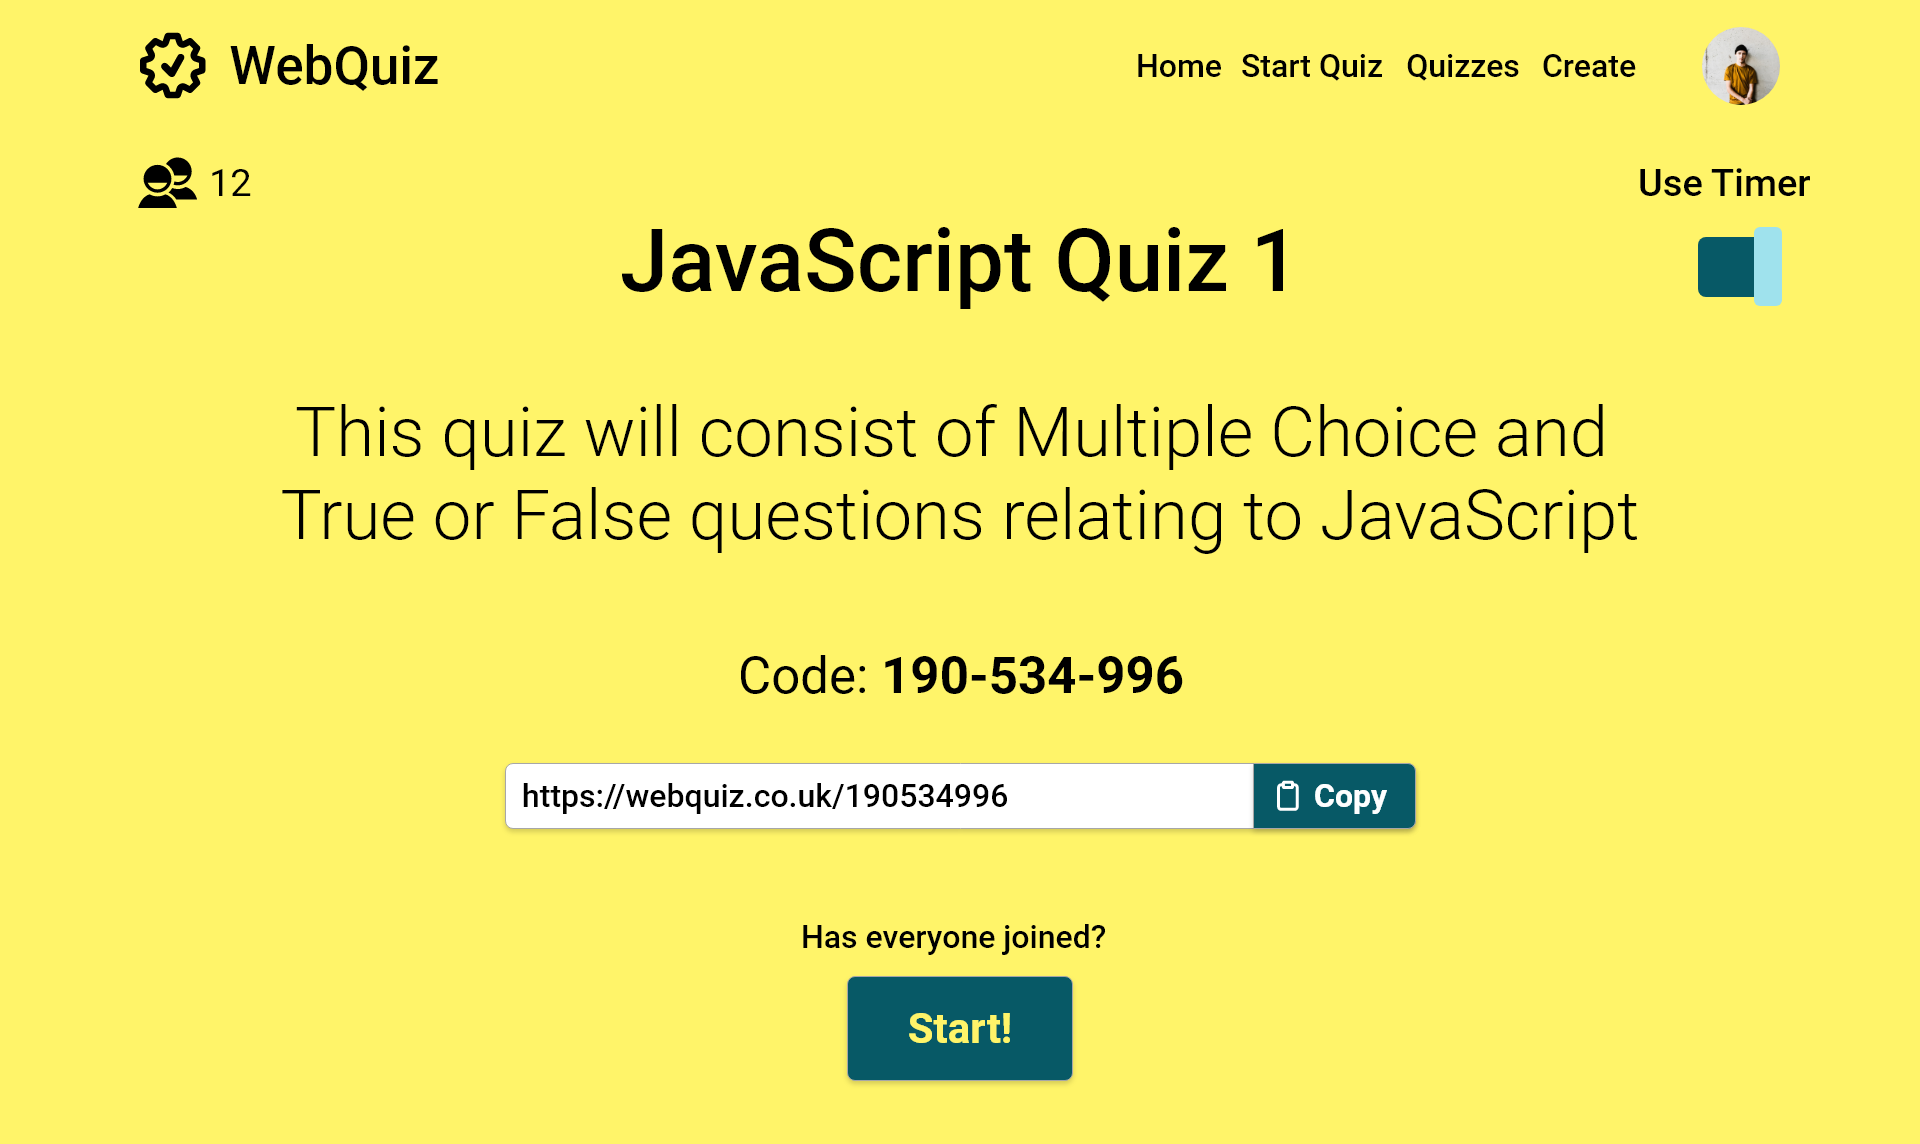 WebQuiz
Home Start Quiz Quizzes Create
12
Use Timer
JavaScript Quiz 1
This quiz will consist of Multiple Choice and
True or False questions relating to JavaScript
Code: 190-534-996
https://webquiz.co.uk/190534996
Copy
Has everyone joined?
Start!